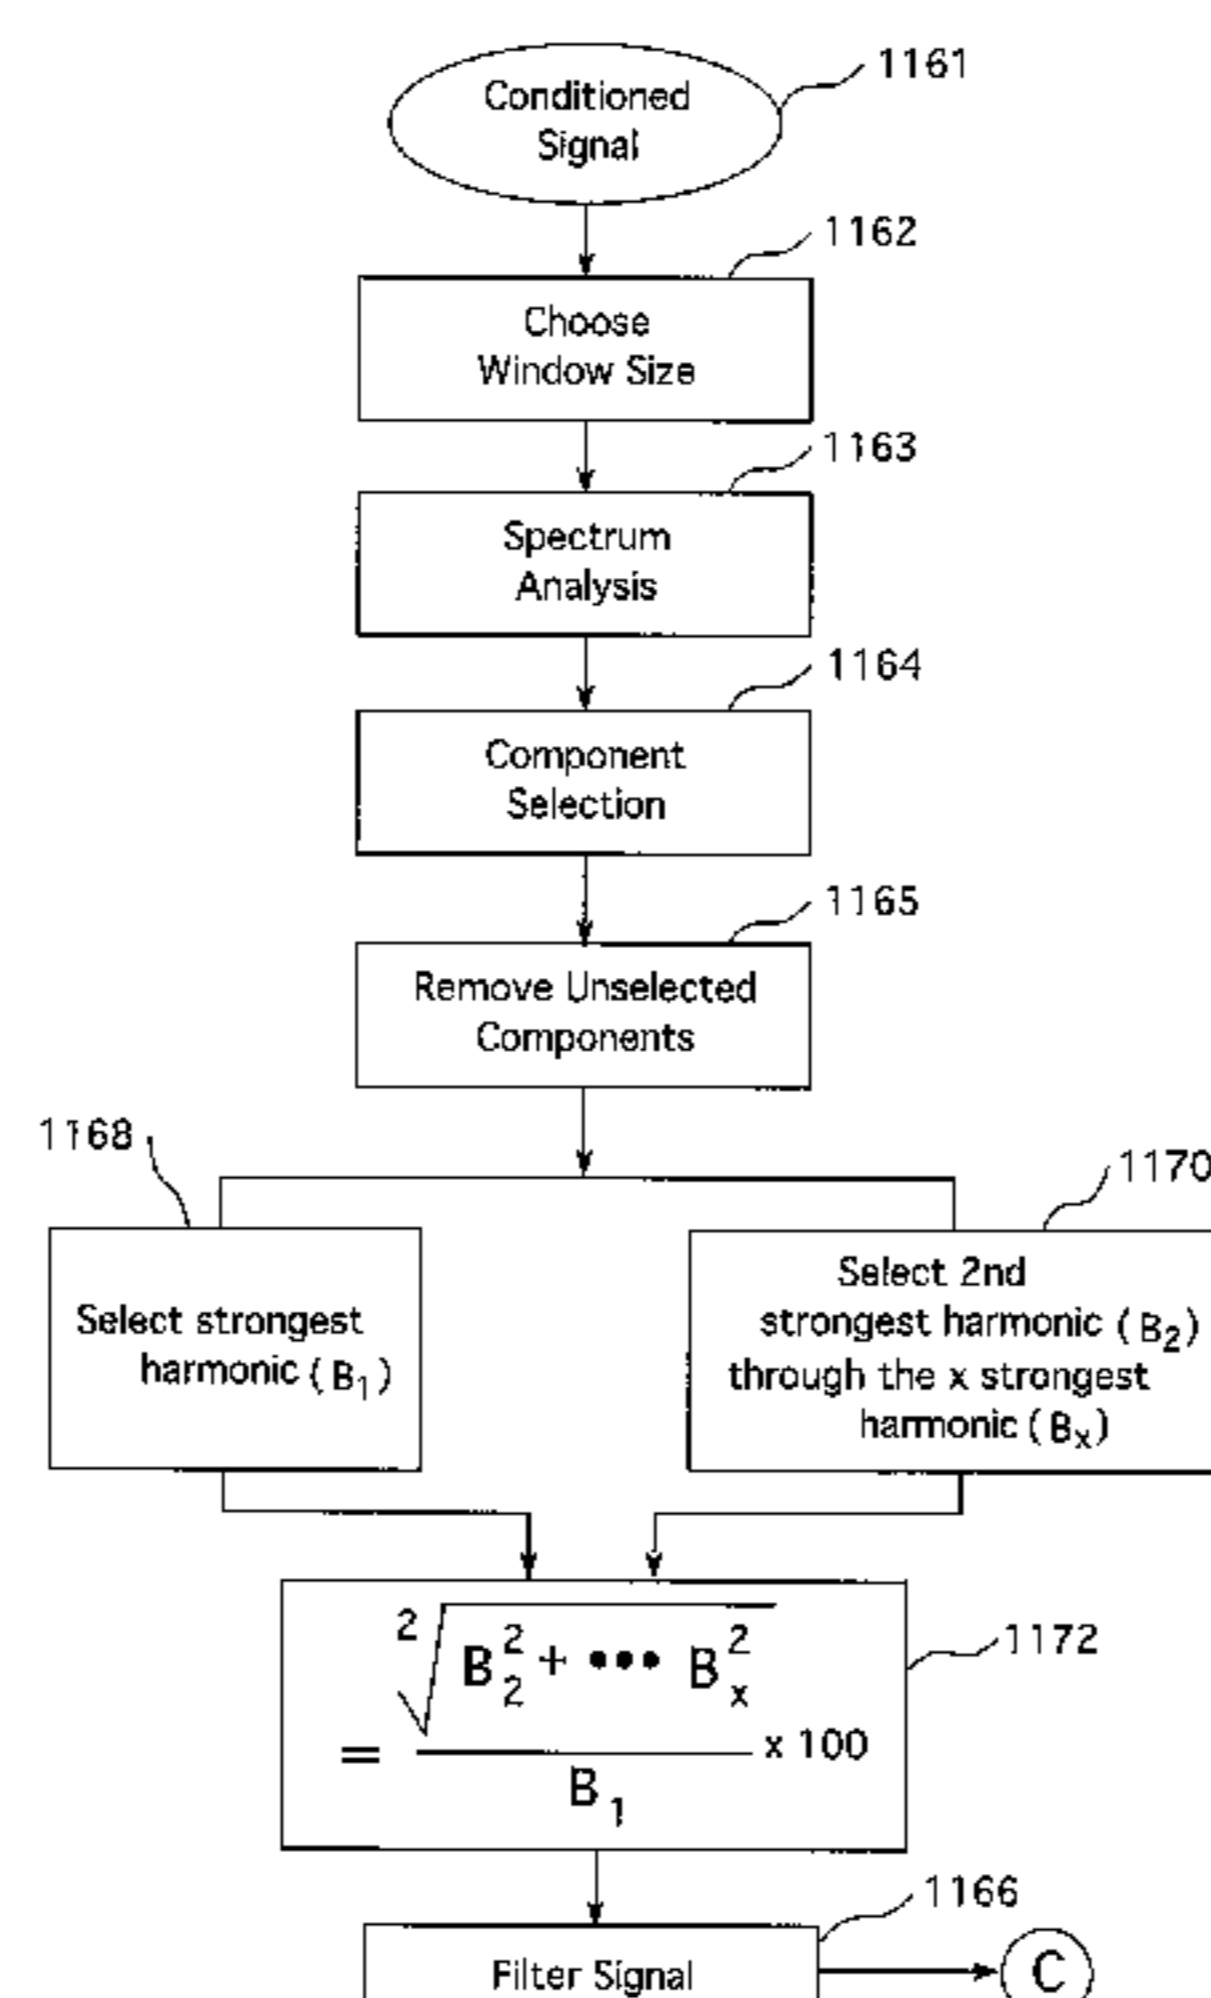 1161
Conditioned
Signal
1162
Choose
Window Size
1163
Spectrum
Analysis
1164
Component
Selection
1165
Remove Unselected
Components
1168
1170
Select strongest
harmonic (B₁)
Select 2nd
strongest harmonic (B₂)
through the x strongest
harmonic (Bₓ)
1172
= ²√(B₂² + ••• Bₓ²) / B₁ x 100
1166
Filter Signal
C